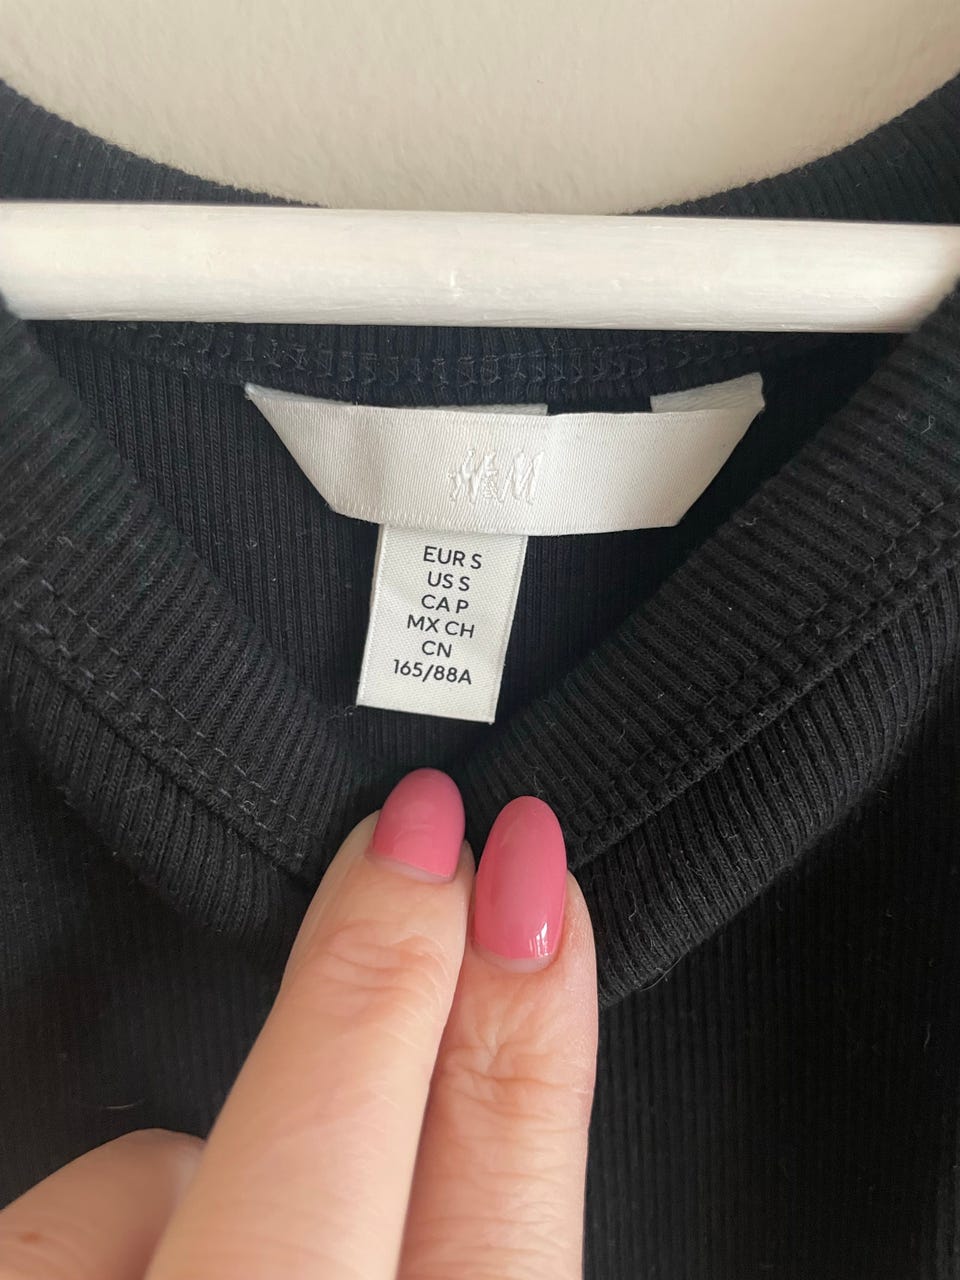 H&M
EUR S
US S
CA P
MX CH
CN
165/88A